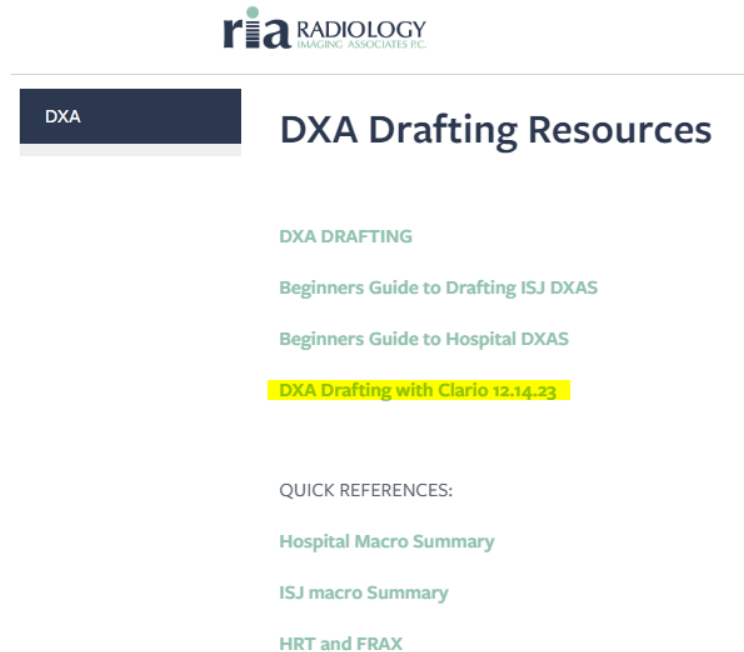 ria RADIOLOGY
IMAGING ASSOCIATES P.C.
DXA
DXA Drafting Resources
DXA DRAFTING
Beginners Guide to Drafting ISJ DXAS
Beginners Guide to Hospital DXAS
DXA Drafting with Clario 12.14.23
QUICK REFERENCES:
Hospital Macro Summary
ISJ macro Summary
HRT and FRAX